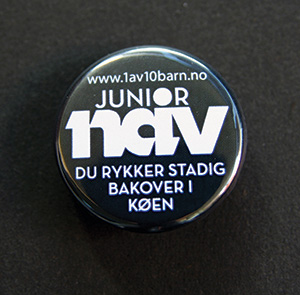 www.1av10barn.no
JUNIOR
nav
DU RYKKER STADIG
BAKOVER I
KØEN